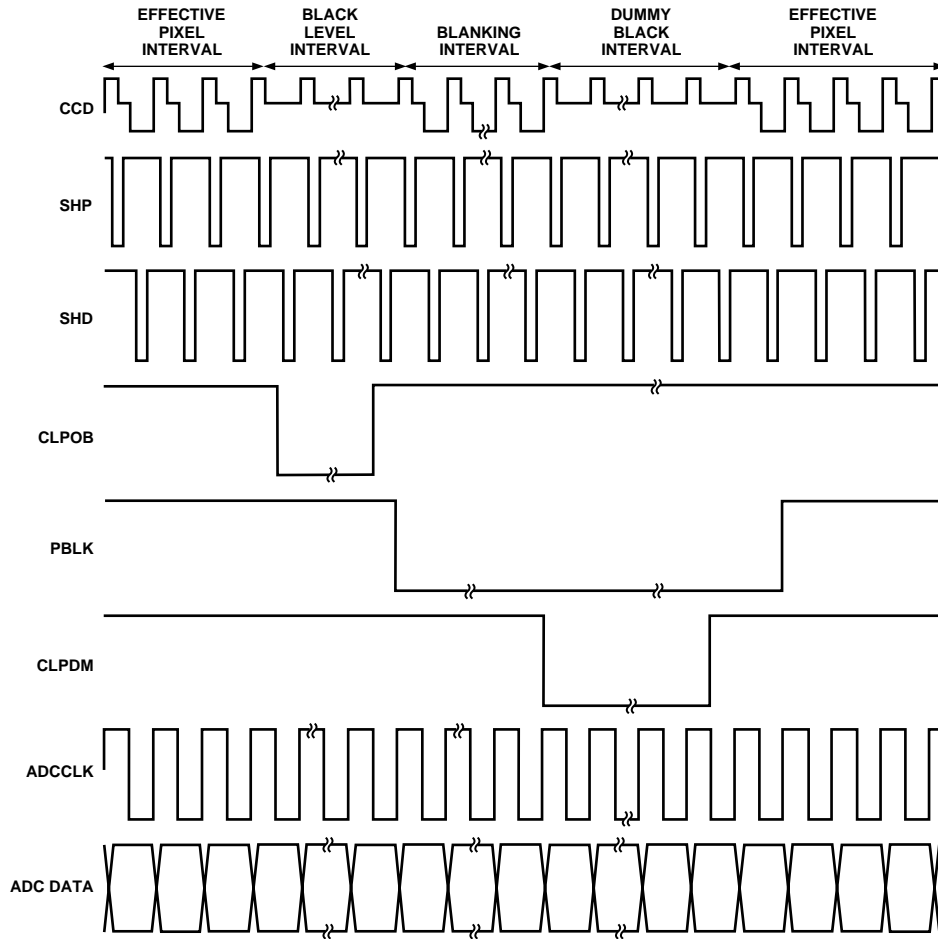 EFFECTIVE
PIXEL
INTERVAL
BLACK
LEVEL
INTERVAL
BLANKING
INTERVAL
DUMMY
BLACK
INTERVAL
EFFECTIVE
PIXEL
INTERVAL
CCD
SHP
SHD
CLPOB
PBLK
CLPDM
ADCCLK
ADC DATA